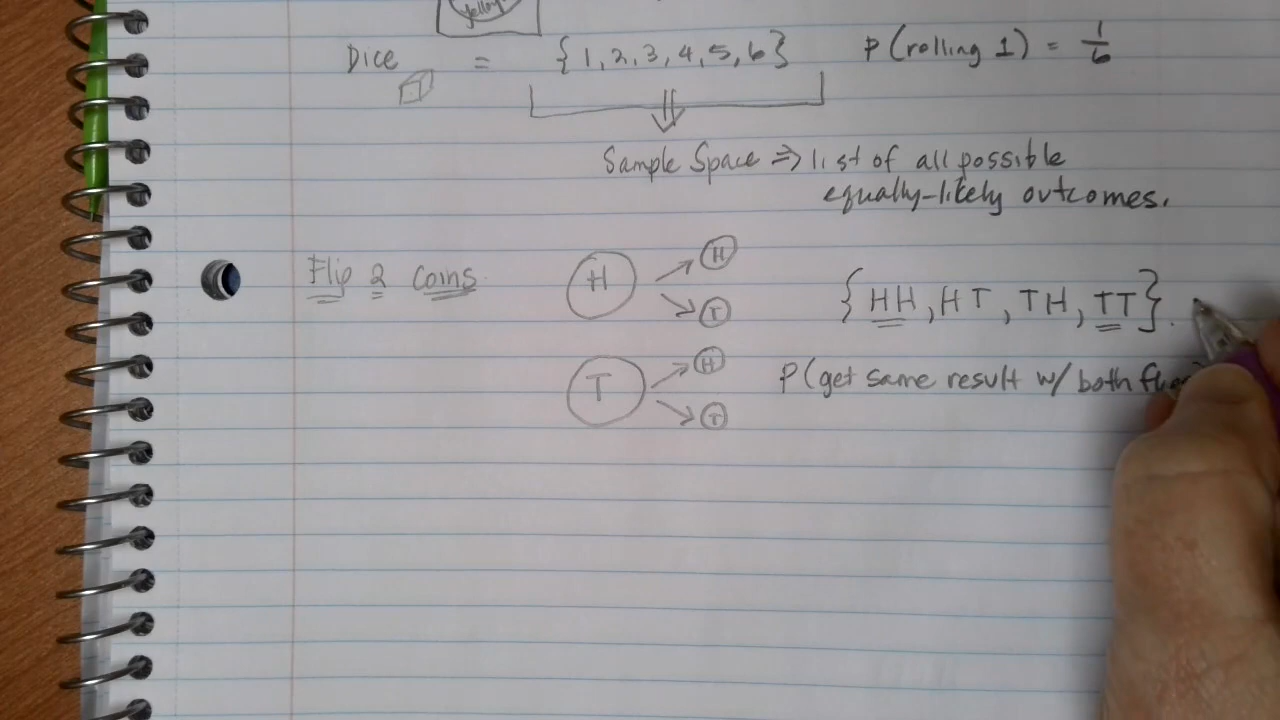 yellow
Dice = {1,2,3,4,5,6} P(rolling 1) = 1/6
Sample Space => list of all possible
equally-likely outcomes.
Flip 2 coins
H
H
T
{HH, HT, TH, TT}.
T
H
T
P(get same result w/ both